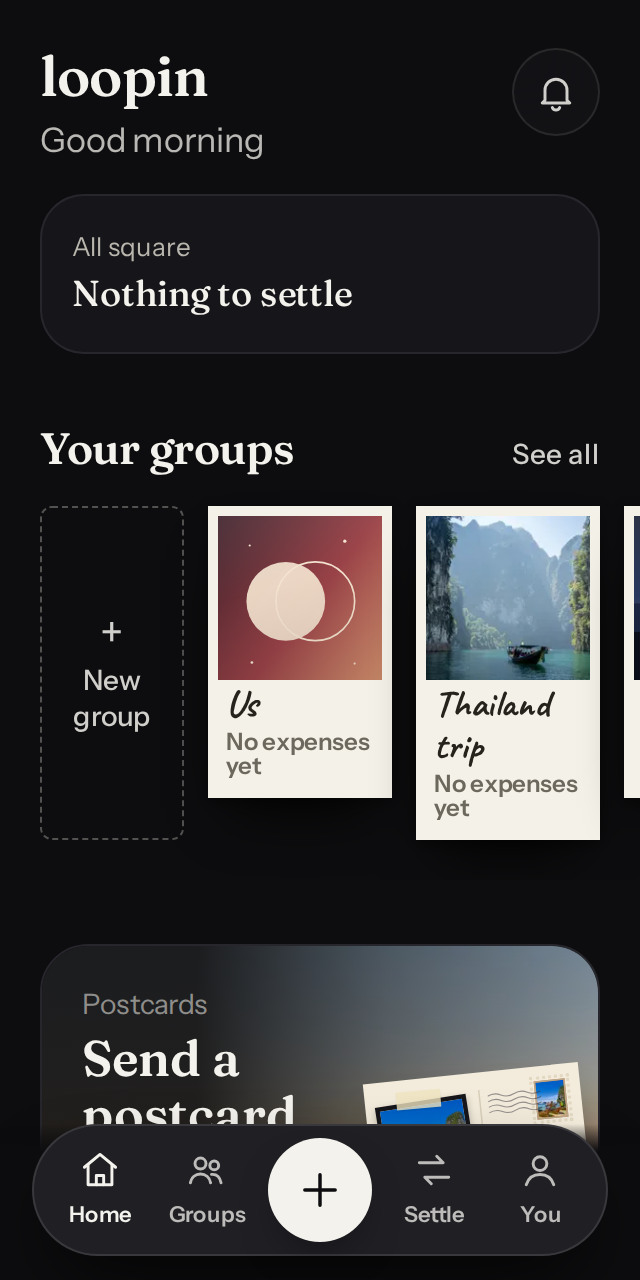 loopin
Good morning
All square
Nothing to settle
Your groups
See all
+
New
group
Us
No expenses
yet
Thailand
trip
No expenses
yet
Postcards
Send a
postcard
Home
Groups
Settle
You